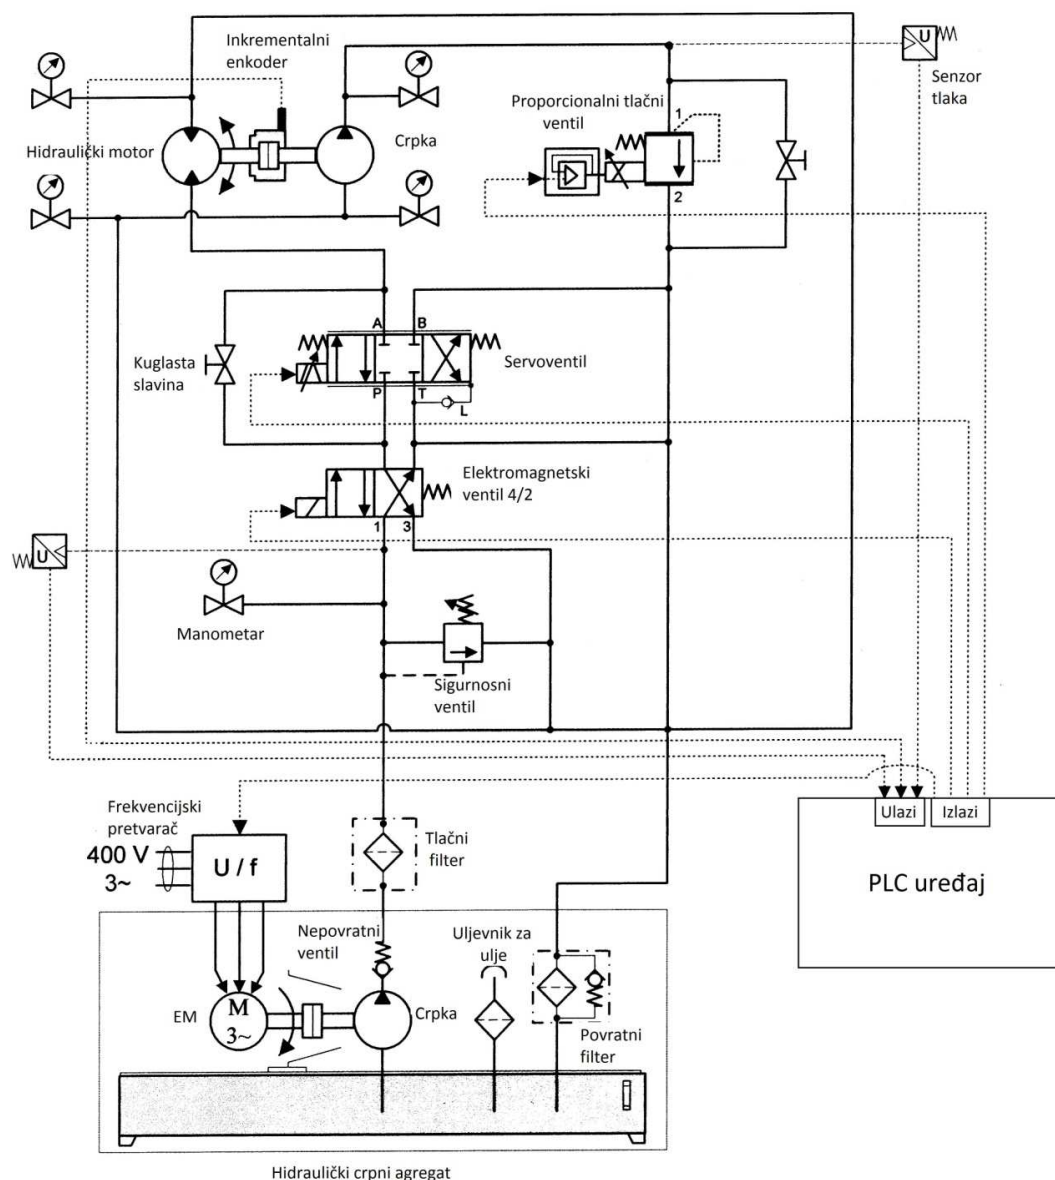 Inkrementalni
enkoder
U
Senzor
tlaka
Proporcionalni tlačni
ventil
1
Hidraulički motor
Crpka
2
A
B
Kuglasta
slavina
Servoventil
P
T
L
Elektromagnetski
ventil 4/2
1
3
U
Manometar
Sigurnosni
ventil
Frekvencijski
pretvarač
400 V
3~
U / f
Tlačni
filter
Ulazi
Izlazi
PLC uređaj
Nepovratni
ventil
Uljevnik za
ulje
EM
M
3~
Crpka
Povratni
filter
Hidraulički crpni agregat